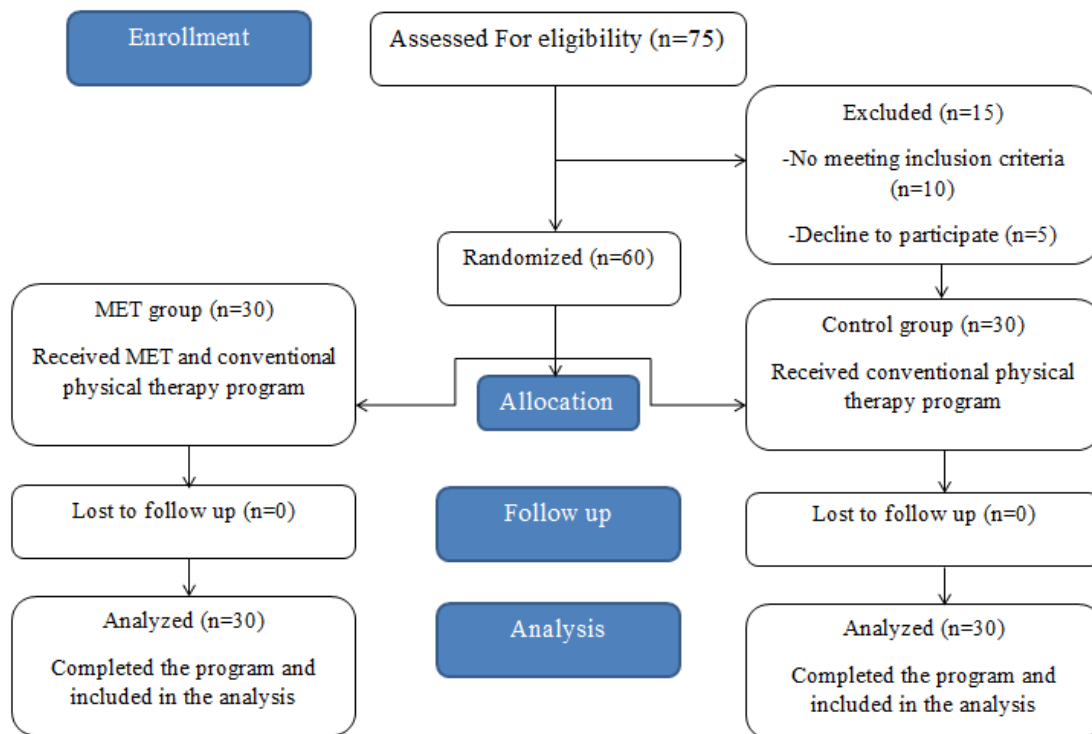 Enrollment
Assessed For eligibility (n=75)
Excluded (n=15)
-No meeting inclusion criteria
(n=10)
-Decline to participate (n=5)
Randomized (n=60)
MET group (n=30)
Received MET and conventional
physical therapy program
Allocation
Control group (n=30)
Received conventional physical
therapy program
Lost to follow up (n=0)
Follow up
Lost to follow up (n=0)
Analyzed (n=30)
Completed the program and
included in the analysis
Analysis
Analyzed (n=30)
Completed the program and
included in the analysis